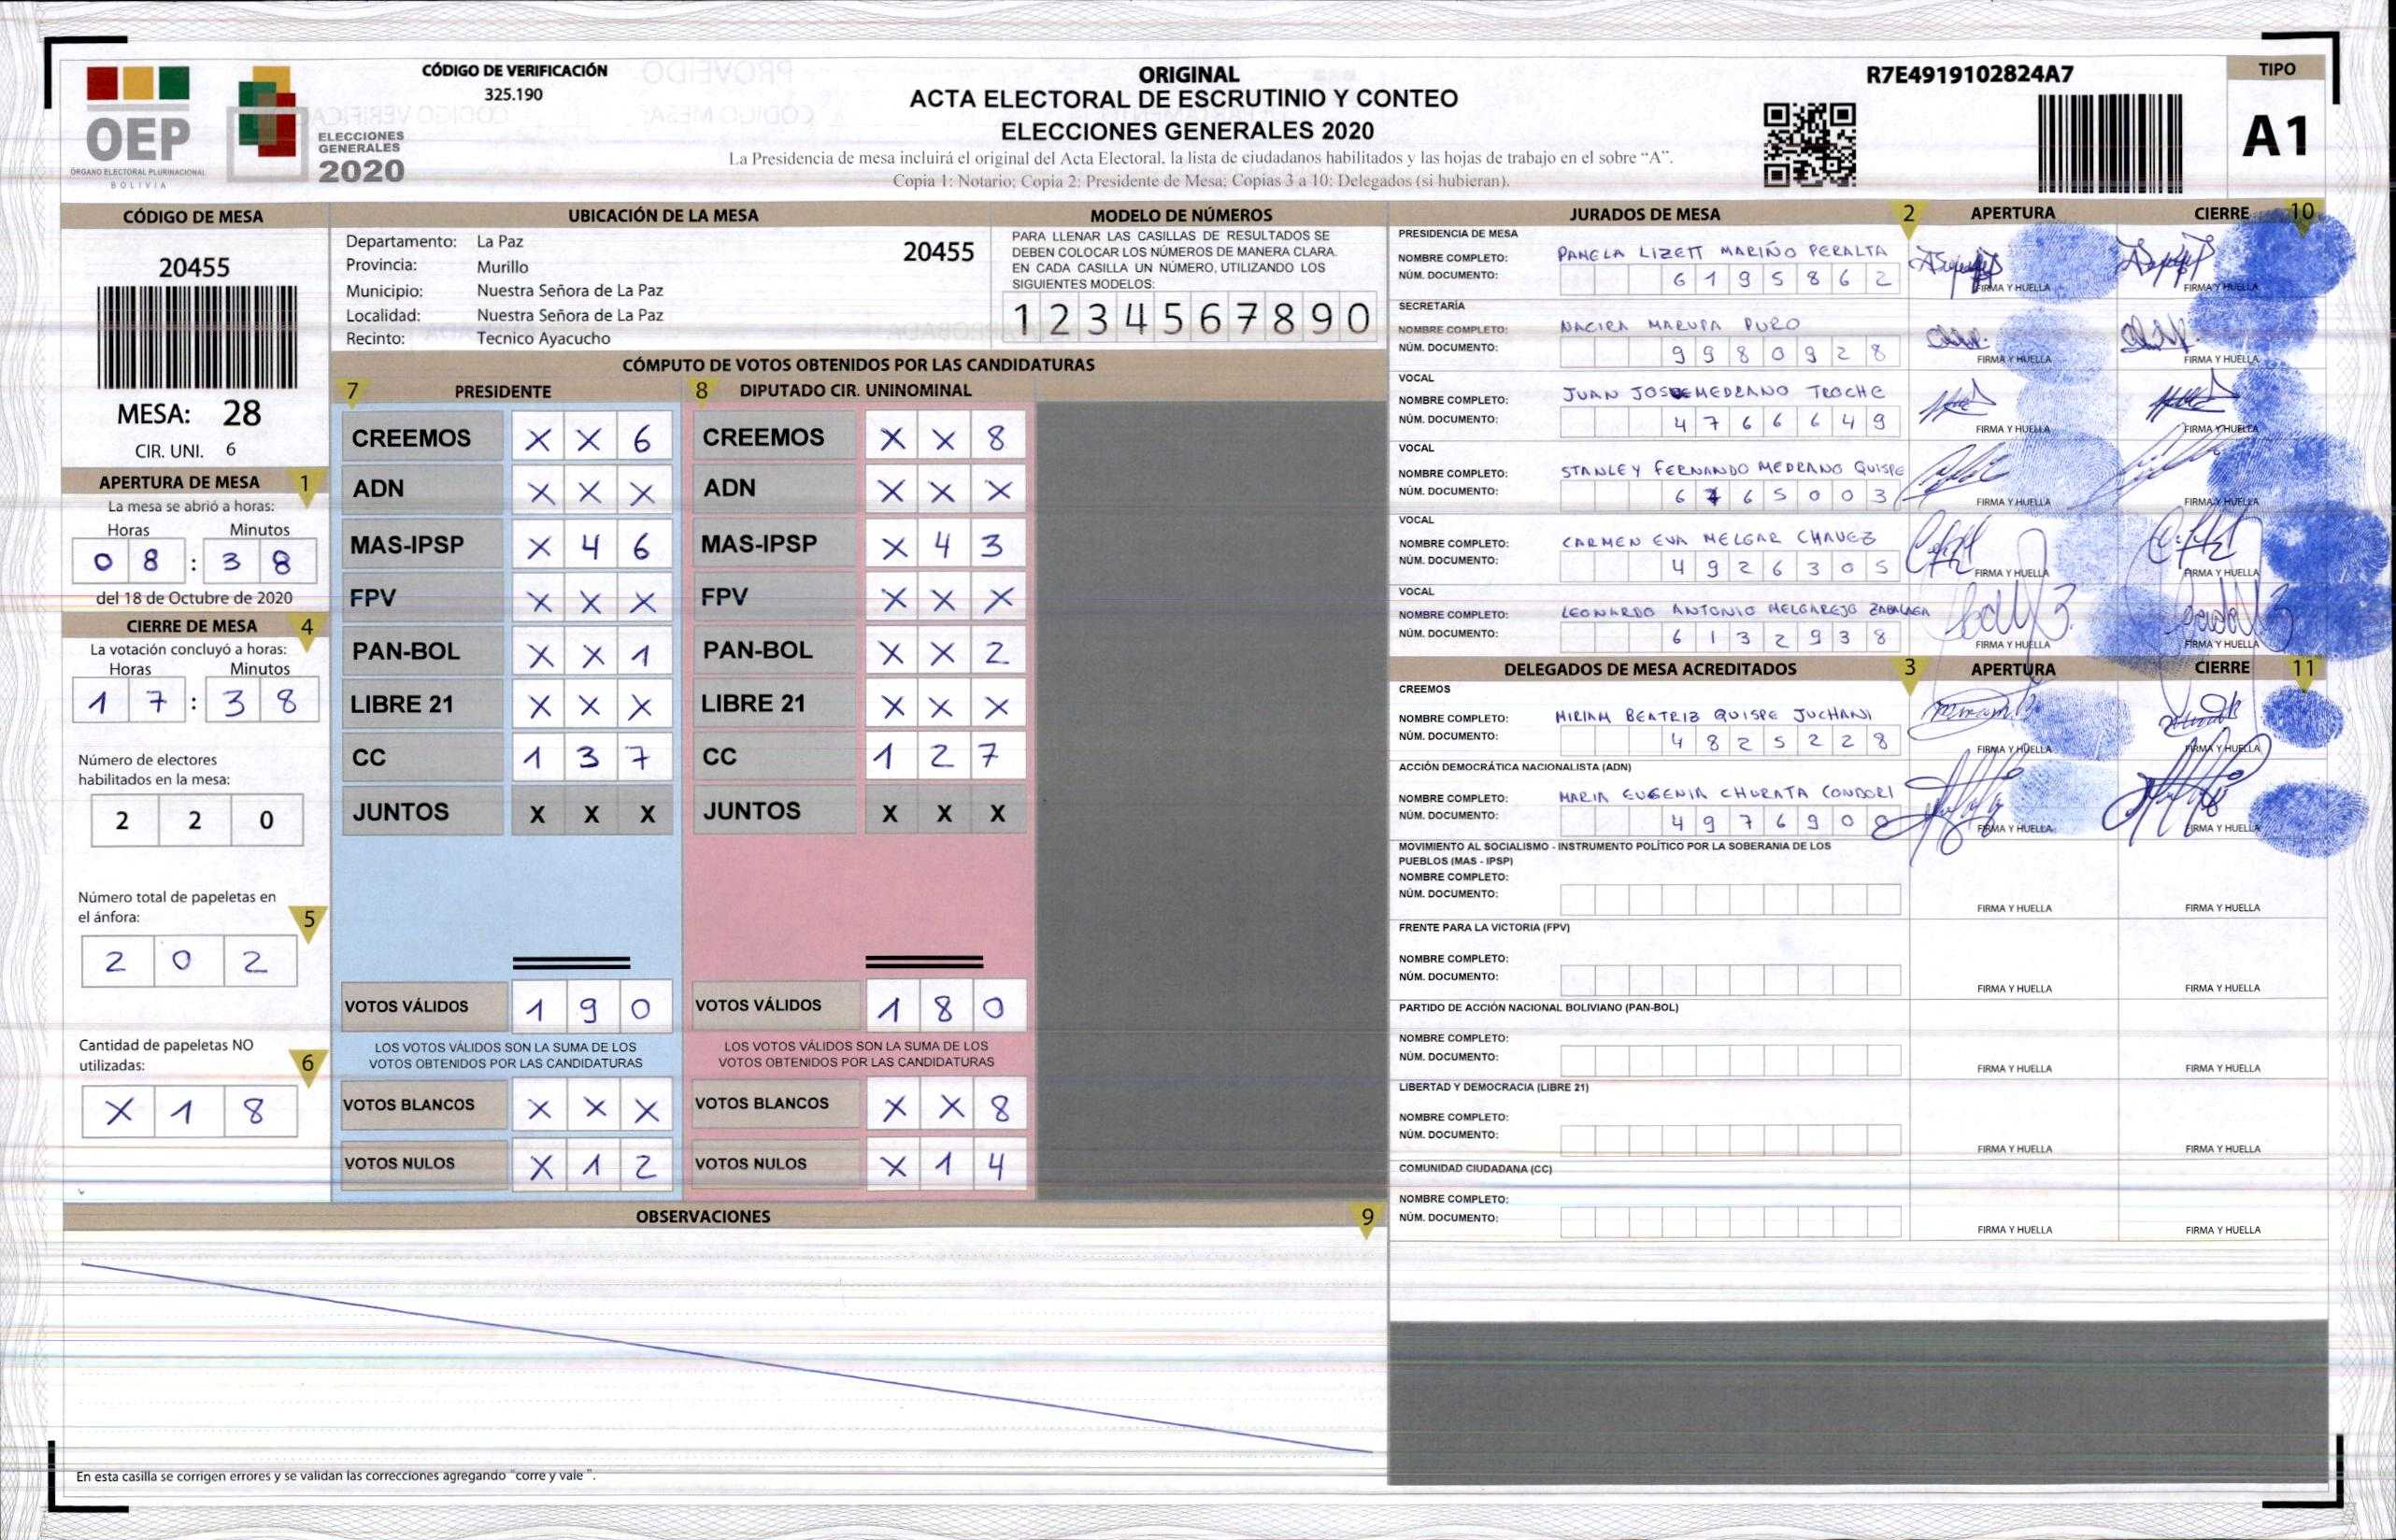 CÓDIGO DE VERIFICACIÓN
325.190
OEP
ÓRGANO ELECTORAL PLURINACIONAL
BOLIVIA
ELECCIONES
GENERALES
2020
ORIGINAL
ACTA ELECTORAL DE ESCRUTINIO Y CONTEO
ELECCIONES GENERALES 2020
La Presidencia de mesa incluirá el original del Acta Electoral, la lista de ciudadanos habilitados y las hojas de trabajo en el sobre “A”.
Copia 1: Notario; Copia 2: Presidente de Mesa; Copias 3 a 10: Delegados (si hubieran).
R7E4919102824A7
TIPO
A1
CÓDIGO DE MESA
20455
MESA: 28
CIR. UNI. 6
APERTURA DE MESA 1
La mesa se abrió a horas:
Horas Minutos
0 8 : 3 8
del 18 de Octubre de 2020
CIERRE DE MESA 4
La votación concluyó a horas:
Horas Minutos
1 7 : 3 8
Número de electores
habilitados en la mesa:
2 2 0
Número total de papeletas en
el ánfora: 5
2 0 2
Cantidad de papeletas NO
utilizadas: 6
X 1 8
UBICACIÓN DE LA MESA
Departamento: La Paz
20455
Provincia: Murillo
Municipio: Nuestra Señora de La Paz
Localidad: Nuestra Señora de La Paz
Recinto: Tecnico Ayacucho
MODELO DE NÚMEROS
PARA LLENAR LAS CASILLAS DE RESULTADOS SE
DEBEN COLOCAR LOS NÚMEROS DE MANERA CLARA.
EN CADA CASILLA UN NÚMERO, UTILIZANDO LOS
SIGUIENTES MODELOS:
1 2 3 4 5 6 7 8 9 0
CÓMPUTO DE VOTOS OBTENIDOS POR LAS CANDIDATURAS
7 PRESIDENTE
CREEMOS X X 6
ADN X X X
MAS-IPSP X 4 6
FPV X X X
PAN-BOL X X 1
LIBRE 21 X X X
CC 1 3 7
JUNTOS X X X
VOTOS VÁLIDOS 1 9 0
LOS VOTOS VÁLIDOS SON LA SUMA DE LOS
VOTOS OBTENIDOS POR LAS CANDIDATURAS
VOTOS BLANCOS X X X
VOTOS NULOS X 1 2
8 DIPUTADO CIR. UNINOMINAL
CREEMOS X X 8
ADN X X X
MAS-IPSP X 4 3
FPV X X X
PAN-BOL X X 2
LIBRE 21 X X X
CC 1 2 7
JUNTOS X X X
VOTOS VÁLIDOS 1 8 0
LOS VOTOS VÁLIDOS SON LA SUMA DE LOS
VOTOS OBTENIDOS POR LAS CANDIDATURAS
VOTOS BLANCOS X X 8
VOTOS NULOS X 1 4
OBSERVACIONES 9
En esta casilla se corrigen errores y se validan las correcciones agregando "corre y vale ".
JURADOS DE MESA 2 APERTURA CIERRE 10
PRESIDENCIA DE MESA
NOMBRE COMPLETO: PAMELA LIZETT MARIÑO PERALTA
NÚM. DOCUMENTO: 6 1 9 5 8 6 2
FIRMA Y HUELLA FIRMA Y HUELLA
SECRETARÍA
NOMBRE COMPLETO: NACIRA MARUPA PURO
NÚM. DOCUMENTO: 9 9 8 0 9 2 8
FIRMA Y HUELLA FIRMA Y HUELLA
VOCAL
NOMBRE COMPLETO: JUAN JOSE MEDRANO TROCHE
NÚM. DOCUMENTO: 4 7 6 6 6 4 9
FIRMA Y HUELLA FIRMA Y HUELLA
VOCAL
NOMBRE COMPLETO: STANLEY FERNANDO MEDRANO QUISPE
NÚM. DOCUMENTO: 6 6 5 0 0 3
FIRMA Y HUELLA FIRMA Y HUELLA
VOCAL
NOMBRE COMPLETO: CARMEN EVA MELGAR CHAVEZ
NÚM. DOCUMENTO: 4 9 2 6 3 0 5
FIRMA Y HUELLA FIRMA Y HUELLA
VOCAL
NOMBRE COMPLETO: LEONARDO ANTONIO MELGAREJO ZABALAGA
NÚM. DOCUMENTO: 6 1 3 2 9 3 8
FIRMA Y HUELLA FIRMA Y HUELLA
DELEGADOS DE MESA ACREDITADOS 3 APERTURA CIERRE 11
CREEMOS
NOMBRE COMPLETO: MIRIAM BEATRIZ QUISPE JUCHANI
NÚM. DOCUMENTO: 4 8 2 5 2 2 8
FIRMA Y HUELLA FIRMA Y HUELLA
ACCIÓN DEMOCRÁTICA NACIONALISTA (ADN)
NOMBRE COMPLETO: MARIA EUGENIA CHURATA CONDORI
NÚM. DOCUMENTO: 4 9 7 6 9 0 0
FIRMA Y HUELLA FIRMA Y HUELLA
MOVIMIENTO AL SOCIALISMO - INSTRUMENTO POLÍTICO POR LA SOBERANIA DE LOS
PUEBLOS (MAS - IPSP)
NOMBRE COMPLETO:
NÚM. DOCUMENTO:
FIRMA Y HUELLA FIRMA Y HUELLA
FRENTE PARA LA VICTORIA (FPV)
NOMBRE COMPLETO:
NÚM. DOCUMENTO:
FIRMA Y HUELLA FIRMA Y HUELLA
PARTIDO DE ACCIÓN NACIONAL BOLIVIANO (PAN-BOL)
NOMBRE COMPLETO:
NÚM. DOCUMENTO:
FIRMA Y HUELLA FIRMA Y HUELLA
LIBERTAD Y DEMOCRACIA (LIBRE 21)
NOMBRE COMPLETO:
NÚM. DOCUMENTO:
FIRMA Y HUELLA FIRMA Y HUELLA
COMUNIDAD CIUDADANA (CC)
NOMBRE COMPLETO:
NÚM. DOCUMENTO:
FIRMA Y HUELLA FIRMA Y HUELLA